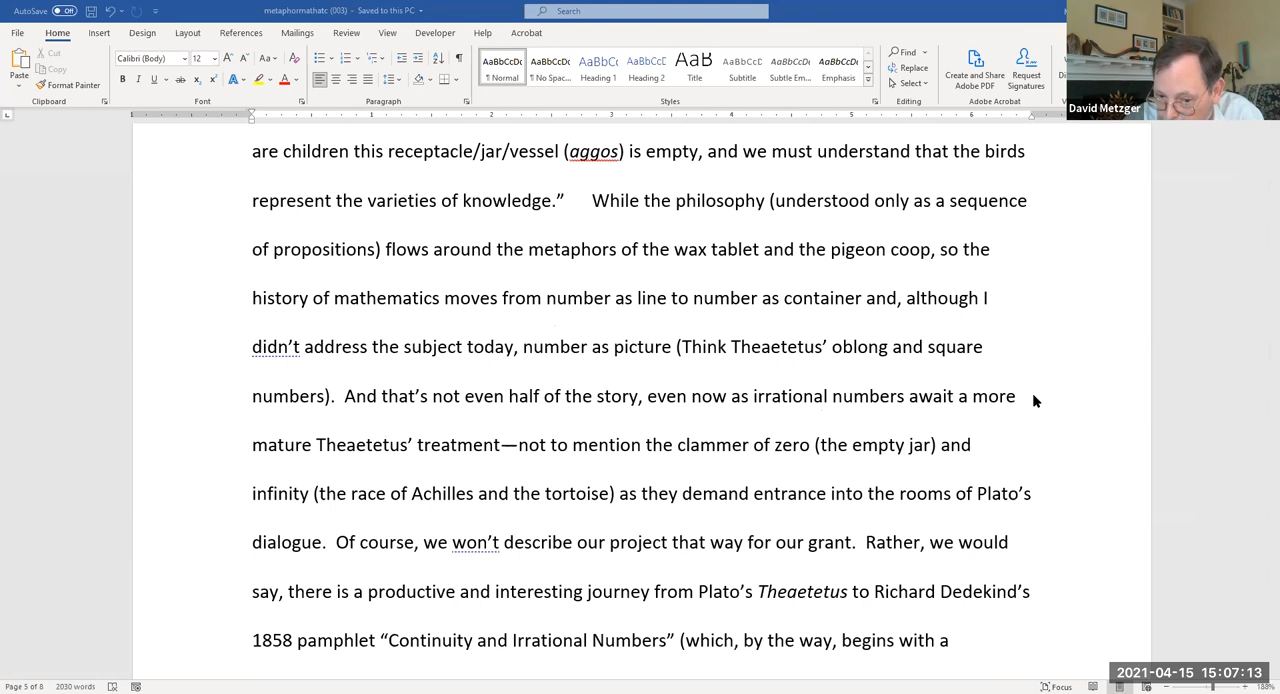 AutoSave Off metaphormathatc (003) - Saved to this PC Search
File Home Insert Design Layout References Mailings Review View Developer Help Acrobat
Paste Cut Copy Format Painter Clipboard
Calibri (Body) 12 Font
Paragraph
AaBbCcDc ¶ Normal AaBbCcDc ¶ No Spac... AaBbCc Heading 1 AaBbCcC Heading 2 AaB Title AaBbCcC Subtitle AaBbCcDc Subtle Em... AaBbCcDc Emphasis Styles
Find Replace Select Editing
Create and Share Adobe PDF Request Signatures Adobe Acrobat
David Metzger
are children this receptacle/jar/vessel (aggos) is empty, and we must understand that the birds
represent the varieties of knowledge.” While the philosophy (understood only as a sequence
of propositions) flows around the metaphors of the wax tablet and the pigeon coop, so the
history of mathematics moves from number as line to number as container and, although I
didn’t address the subject today, number as picture (Think Theaetetus’ oblong and square
numbers). And that’s not even half of the story, even now as irrational numbers await a more
mature Theaetetus’ treatment—not to mention the clammer of zero (the empty jar) and
infinity (the race of Achilles and the tortoise) as they demand entrance into the rooms of Plato’s
dialogue. Of course, we won’t describe our project that way for our grant. Rather, we would
say, there is a productive and interesting journey from Plato’s Theaetetus to Richard Dedekind’s
1858 pamphlet “Continuity and Irrational Numbers” (which, by the way, begins with a
Page 5 of 8 2030 words Focus
2021-04-15 15:07:13